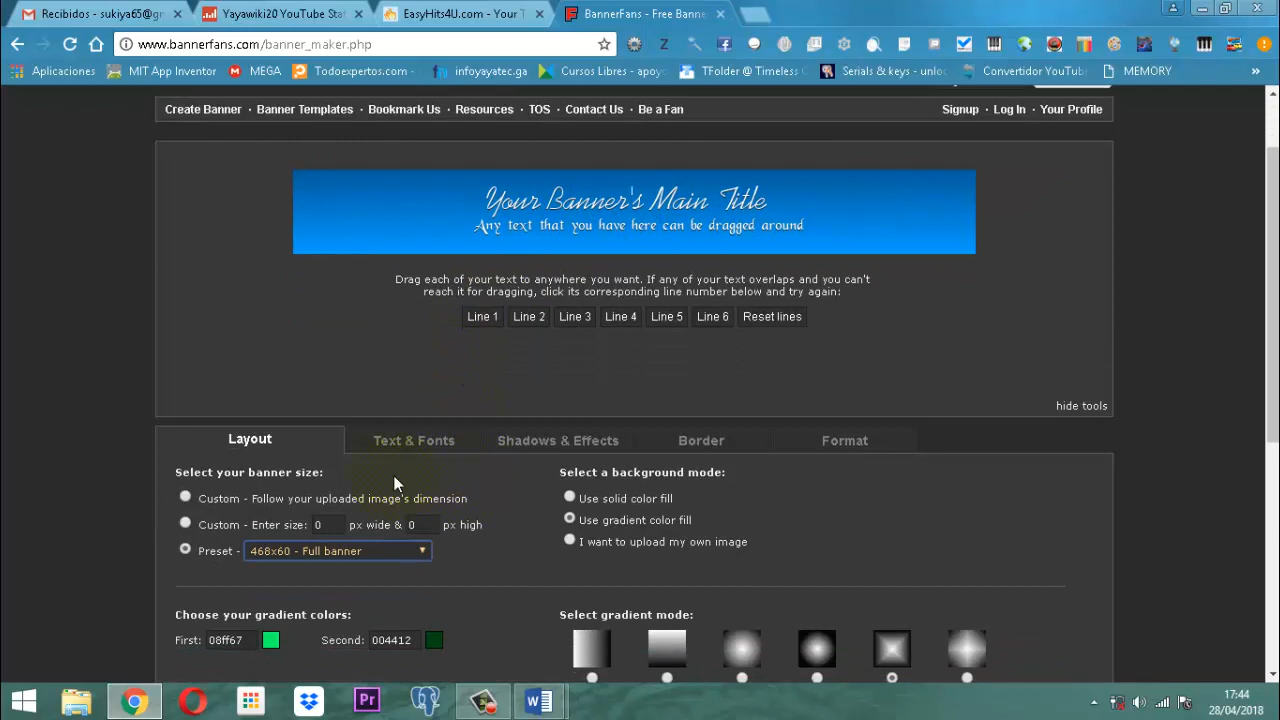 Recibidos - sukiya65@gm
Yayawiki20 YouTube Stat
EasyHits4U.com - Your T
BannerFans - Free Banne
www.bannerfans.com/banner_maker.php
Aplicaciones
MIT App Inventor
MEGA
Todoexpertos.com -
infoyayatec.ga
Cursos Libres - apoyo
TFolder @ Timeless
Serials & keys - unloc
Convertidor YouTub
MEMORY
»
Create Banner · Banner Templates · Bookmark Us · Resources · TOS · Contact Us · Be a Fan
Signup · Log In · Your Profile
Your Banner's Main Title
Any text that you have here can be dragged around
Drag each of your text to anywhere you want. If any of your text overlaps and you can't
reach it for dragging, click its corresponding line number below and try again:
Line 1 Line 2 Line 3 Line 4 Line 5 Line 6 Reset lines
hide tools
Layout Text & Fonts Shadows & Effects Border Format
Select your banner size:
Custom - Follow your uploaded image's dimension
Custom - Enter size: 0 px wide & 0 px high
Preset - 468x60 - Full banner
Select a background mode:
Use solid color fill
Use gradient color fill
I want to upload my own image
Choose your gradient colors:
First: 08ff67 Second: 004412
Select gradient mode:
Pr
17:44
28/04/2018